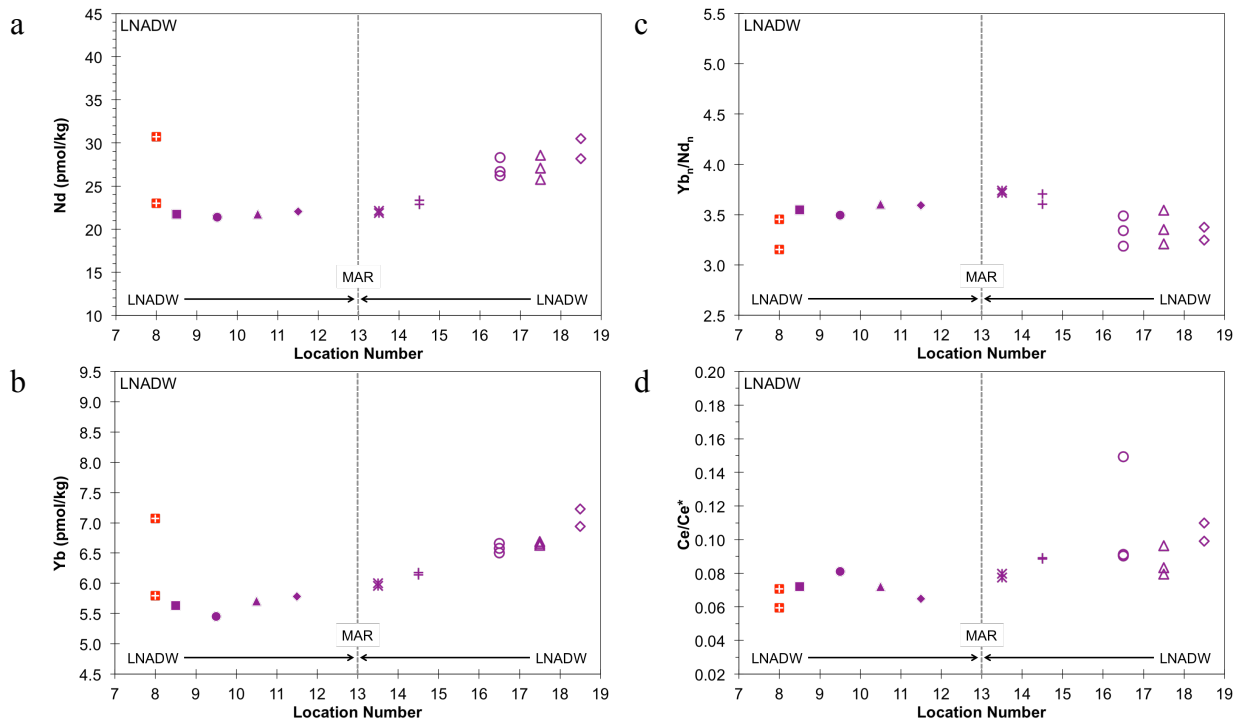 a
LNADW
45
40
35
30
25
20
15
10
Nd (pmol/kg)
MAR
LNADW
LNADW
7 8 9 10 11 12 13 14 15 16 17 18 19
Location Number
b
LNADW
9.5
9.0
8.5
8.0
7.5
7.0
6.5
6.0
5.5
5.0
4.5
Yb (pmol/kg)
MAR
LNADW
LNADW
7 8 9 10 11 12 13 14 15 16 17 18 19
Location Number
c
LNADW
5.5
5.0
4.5
4.0
3.5
3.0
2.5
Ybn/Ndn
MAR
LNADW
LNADW
7 8 9 10 11 12 13 14 15 16 17 18 19
Location Number
d
LNADW
0.20
0.18
0.16
0.14
0.12
0.10
0.08
0.06
0.04
0.02
Ce/Ce*
MAR
LNADW
LNADW
7 8 9 10 11 12 13 14 15 16 17 18 19
Location Number